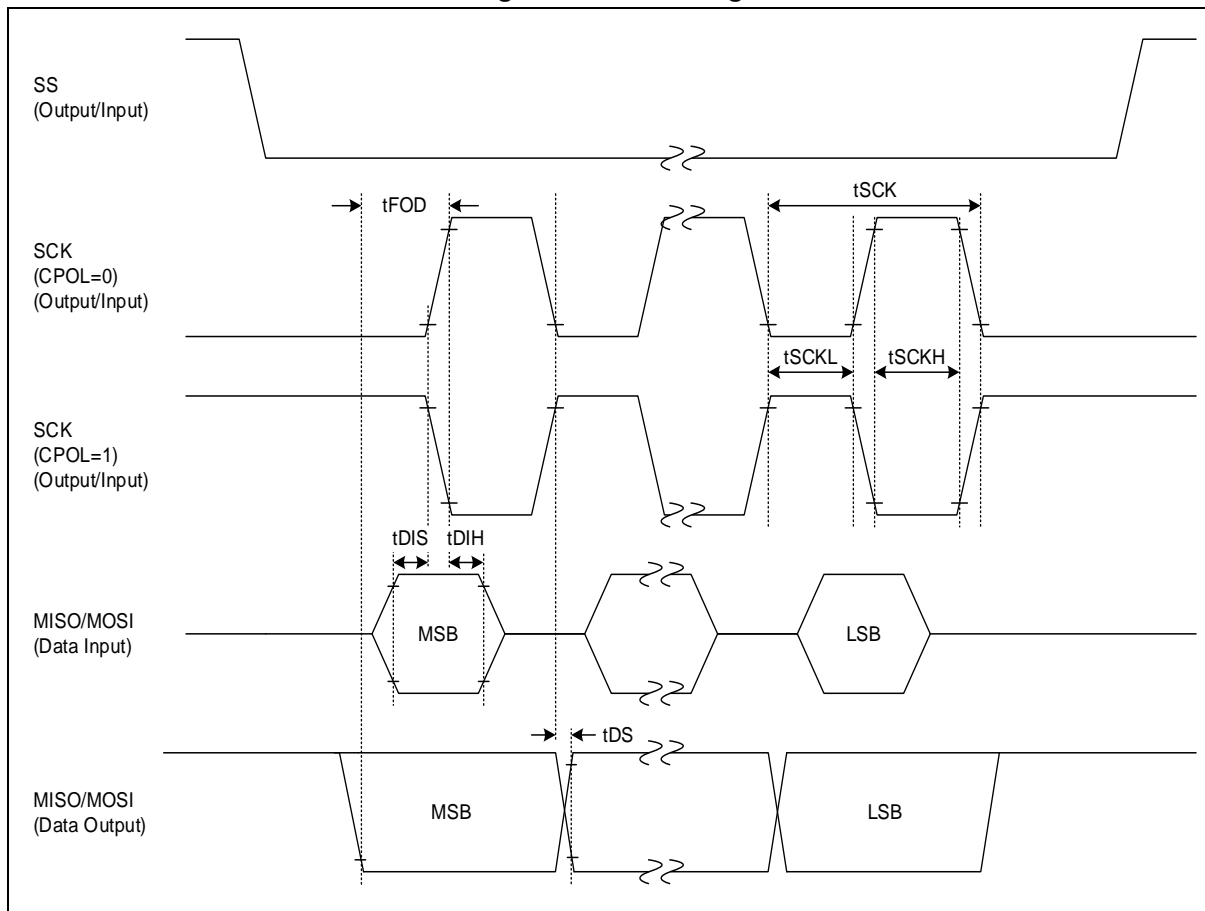 SS
(Output/Input)
tFOD
tSCK
SCK
(CPOL=0)
(Output/Input)
tSCKL
tSCKH
SCK
(CPOL=1)
(Output/Input)
tDIS
tDIH
MISO/MOSI
(Data Input)
MSB
LSB
tDS
MISO/MOSI
(Data Output)
MSB
LSB